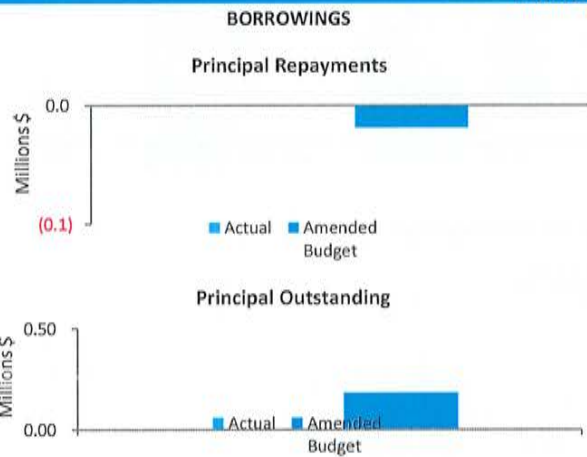 BORROWINGS
Principal Repayments
Millions $
0.0
(0.1)
Actual Amended
Budget
Principal Outstanding
Millions $
0.50
0.00
Actual Amended
Budget